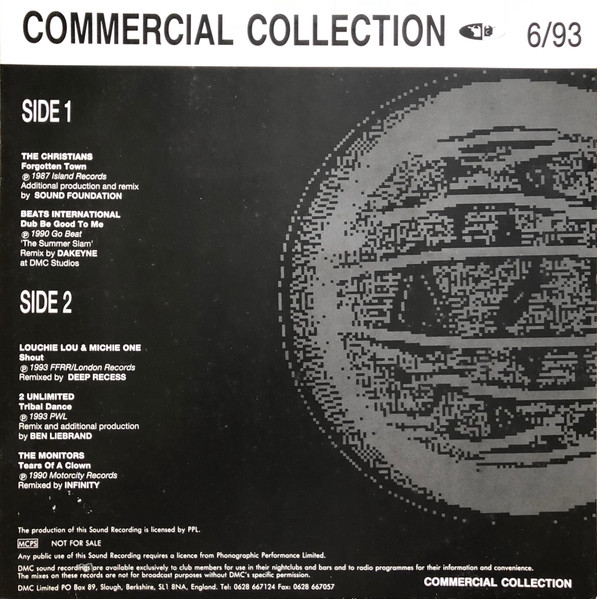 COMMERCIAL COLLECTION 6/93
SIDE 1
THE CHRISTIANS
Forgotten Town
℗ 1987 Island Records
Additional production and remix
by SOUND FOUNDATION
BEATS INTERNATIONAL
Dub Be Good To Me
℗ 1990 Go Beat
'The Summer Slam'
Remix by DAKEYNE
at DMC Studios
SIDE 2
LOUCHIE LOU & MICHIE ONE
Shout
℗ 1993 FFRR/London Records
Remixed by DEEP RECESS
2 UNLIMITED
Tribal Dance
℗ 1993 PWL
Remix and additional production
by BEN LIEBRAND
THE MONITORS
Tears Of A Clown
℗ 1990 Motorcity Records
Remixed by INFINITY
The production of this Sound Recording is licensed by PPL.
MCPS NOT FOR SALE
Any public use of this Sound Recording requires a licence from Phonographic Performance Limited.
DMC sound recordings are available exclusively to club members for use in their nightclubs and bars and to radio programmes for their information and convenience.
The mixes on these records are not for broadcast purposes without DMC's specific permission.
DMC Limited PO Box 89, Slough, Berkshire, SL1 8NA, England. Tel: 0628 667124 Fax: 0628 667057
COMMERCIAL COLLECTION